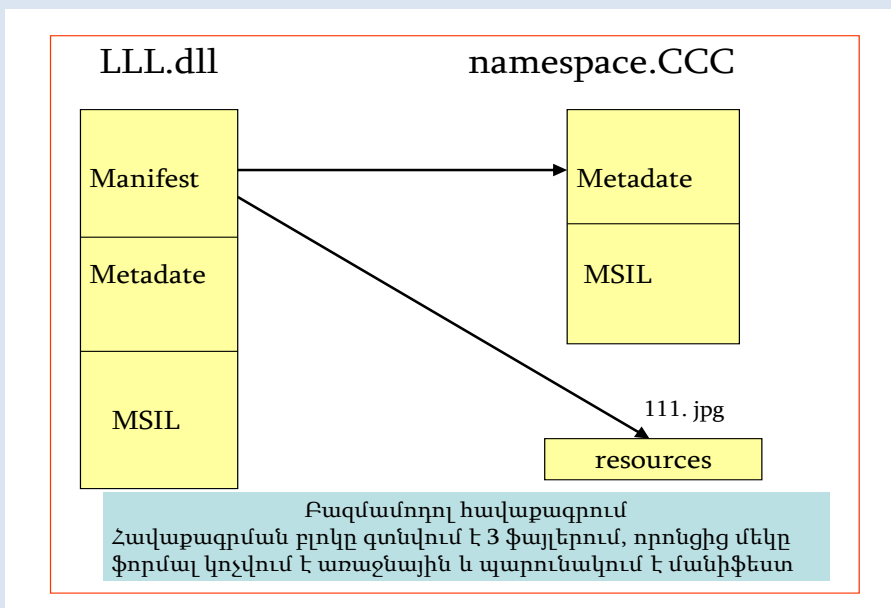 LLL.dll
namespace.CCC
Manifest
Metadate
MSIL
Metadate
MSIL
111. jpg
resources
Բազմամոդոլ հավաքագրում
Հավաքագրման բլոկը գտնվում է 3 ֆայլերում, որոնցից մեկը
ֆորմալ կոչվում է առաջնային և պարունակում է մանիֆեստ